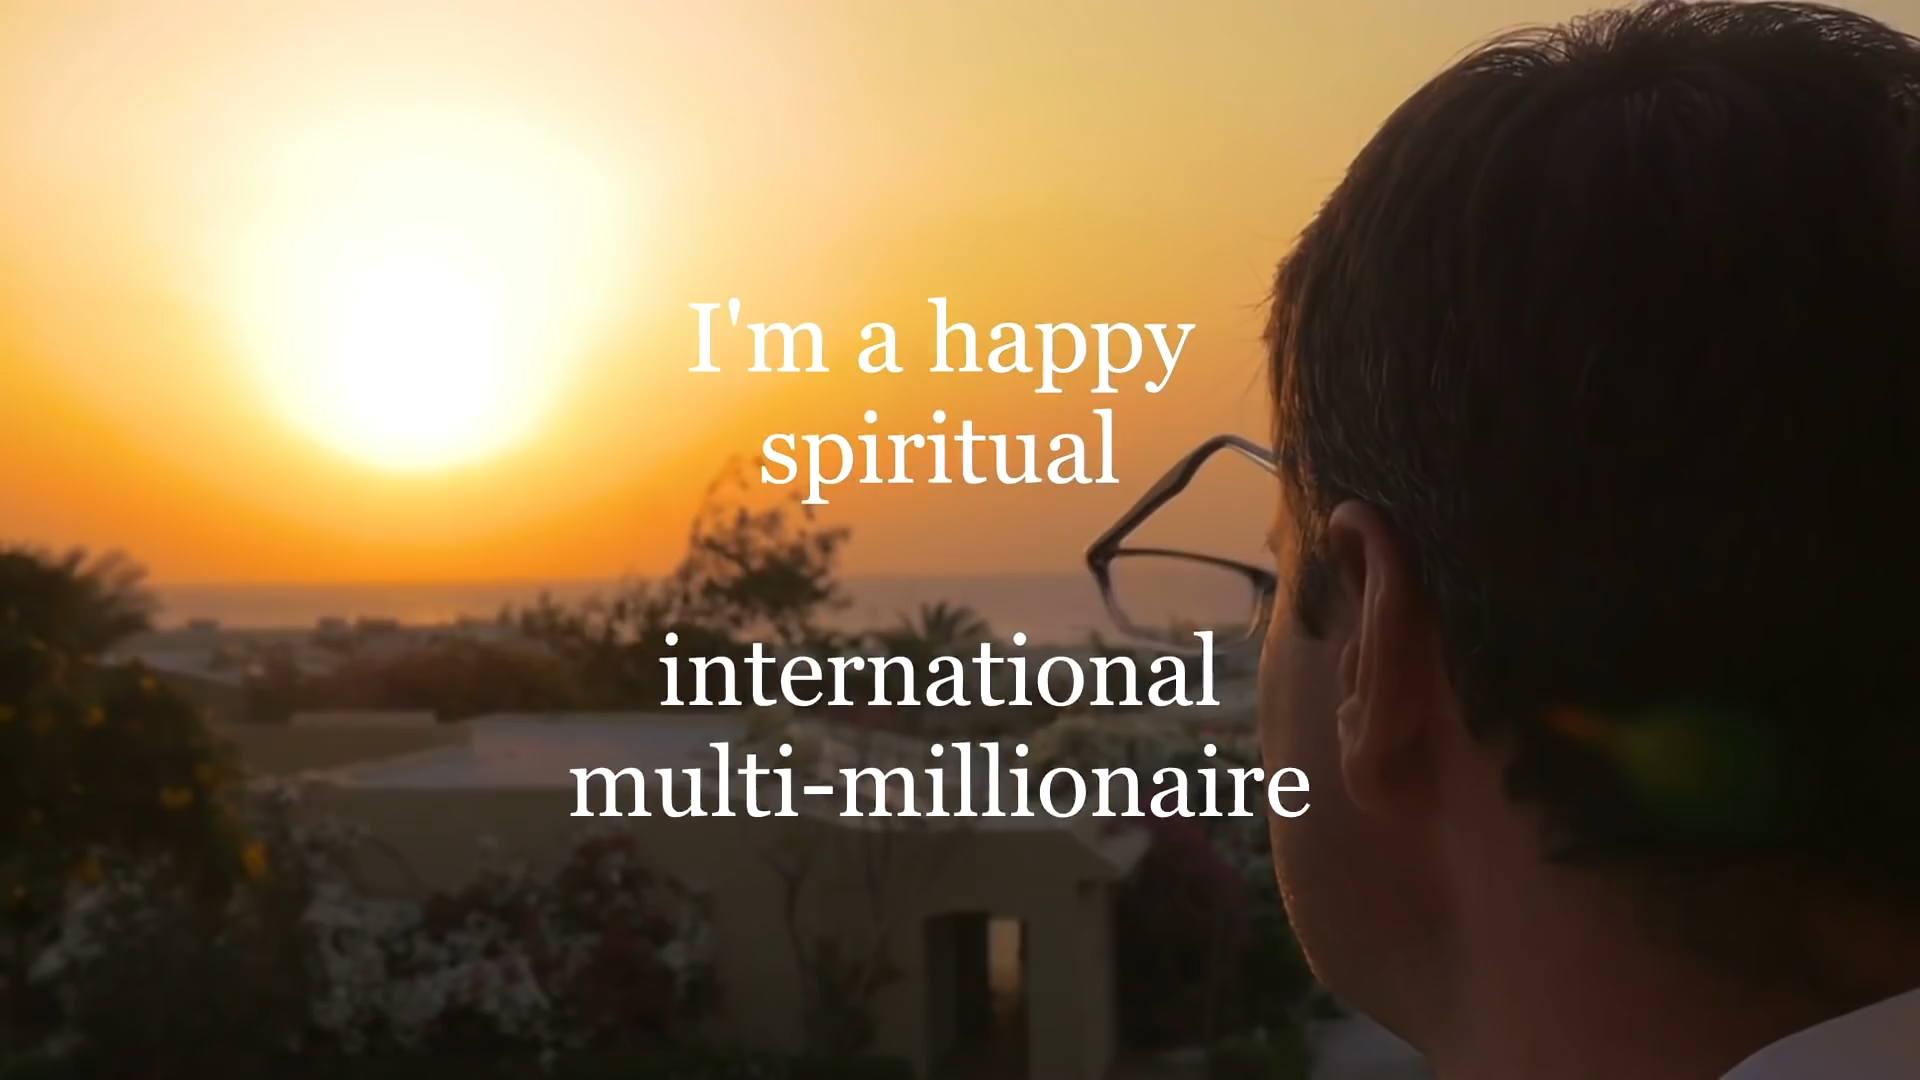 I'm a happy
spiritual
international
multi-millionaire